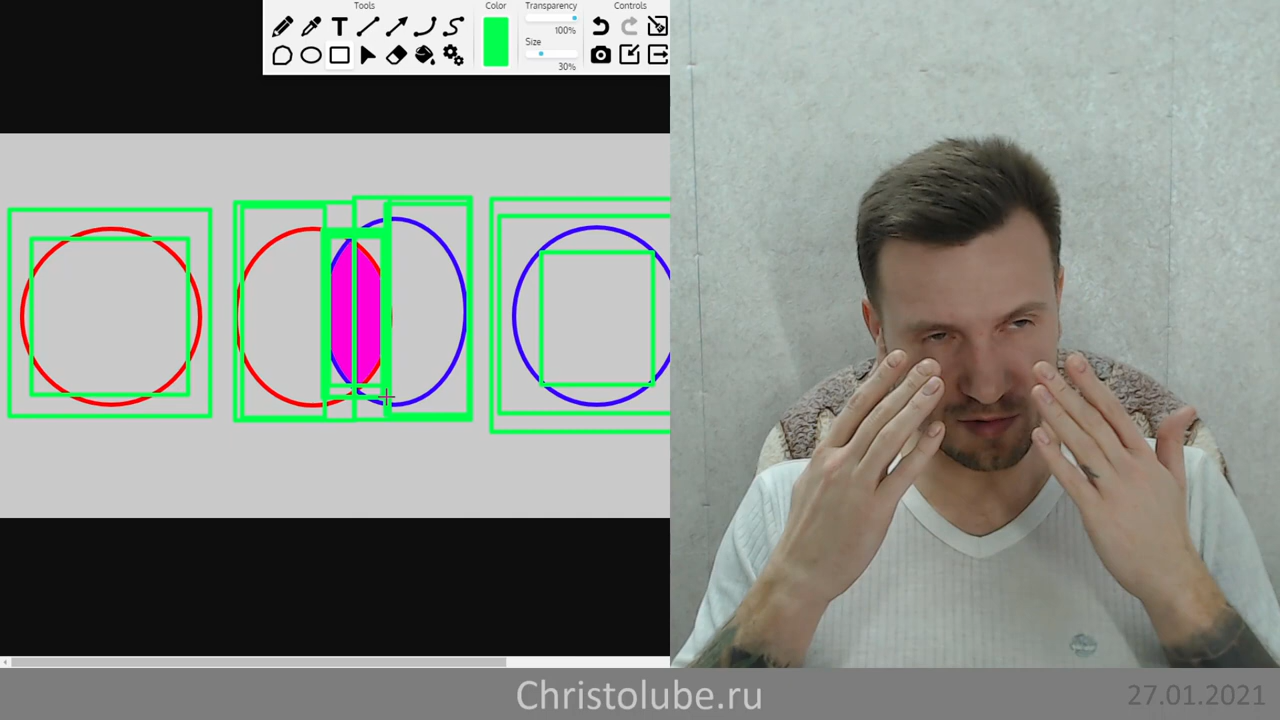 Tools
Color
Transparency
Controls
100%
Size
30%
Christolube.ru
27.01.2021